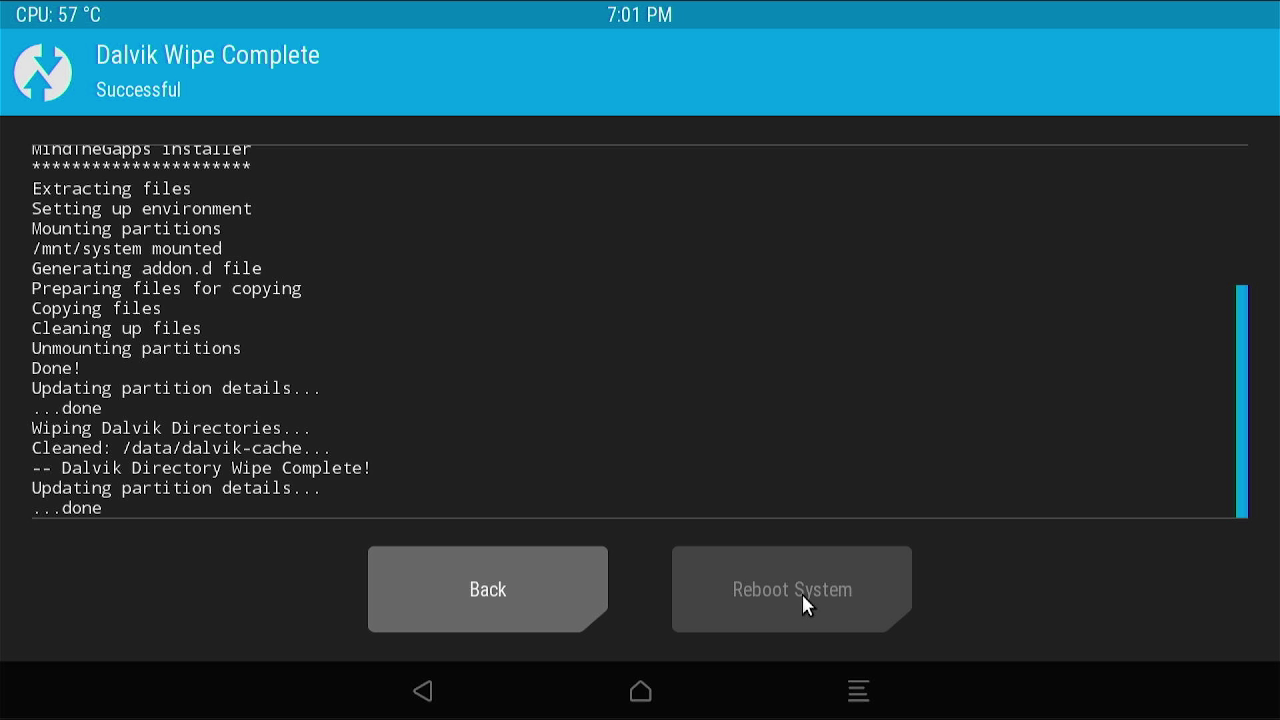 CPU: 57 °C
7:01 PM
Dalvik Wipe Complete
Successful
MindTheGapps installer
**********************
Extracting files
Setting up environment
Mounting partitions
/mnt/system mounted
Generating addon.d file
Preparing files for copying
Copying files
Cleaning up files
Unmounting partitions
Done!
Updating partition details...
...done
Wiping Dalvik Directories...
Cleaned: /data/dalvik-cache...
-- Dalvik Directory Wipe Complete!
Updating partition details...
...done
Back
Reboot System